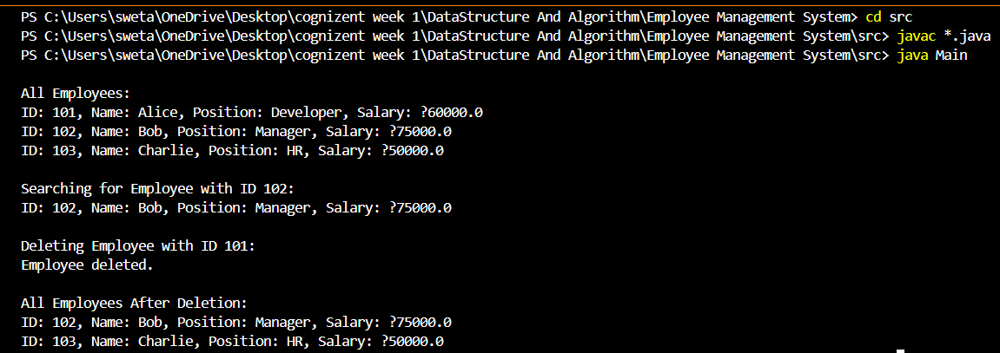 PS C:\Users\sweta\OneDrive\Desktop\cognizent week 1\DataStructure And Algorithm\Employee Management System> cd src
PS C:\Users\sweta\OneDrive\Desktop\cognizent week 1\DataStructure And Algorithm\Employee Management System\src> javac *.java
PS C:\Users\sweta\OneDrive\Desktop\cognizent week 1\DataStructure And Algorithm\Employee Management System\src> java Main
All Employees:
ID: 101, Name: Alice, Position: Developer, Salary: ?60000.0
ID: 102, Name: Bob, Position: Manager, Salary: ?75000.0
ID: 103, Name: Charlie, Position: HR, Salary: ?50000.0
Searching for Employee with ID 102:
ID: 102, Name: Bob, Position: Manager, Salary: ?75000.0
Deleting Employee with ID 101:
Employee deleted.
All Employees After Deletion:
ID: 102, Name: Bob, Position: Manager, Salary: ?75000.0
ID: 103, Name: Charlie, Position: HR, Salary: ?50000.0